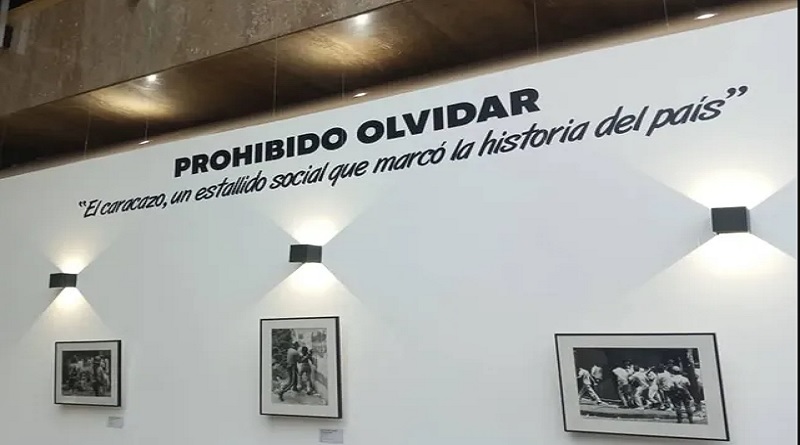 PROHIBIDO OLVIDAR
"El caracazo, un estallido social que marcó la historia del país"